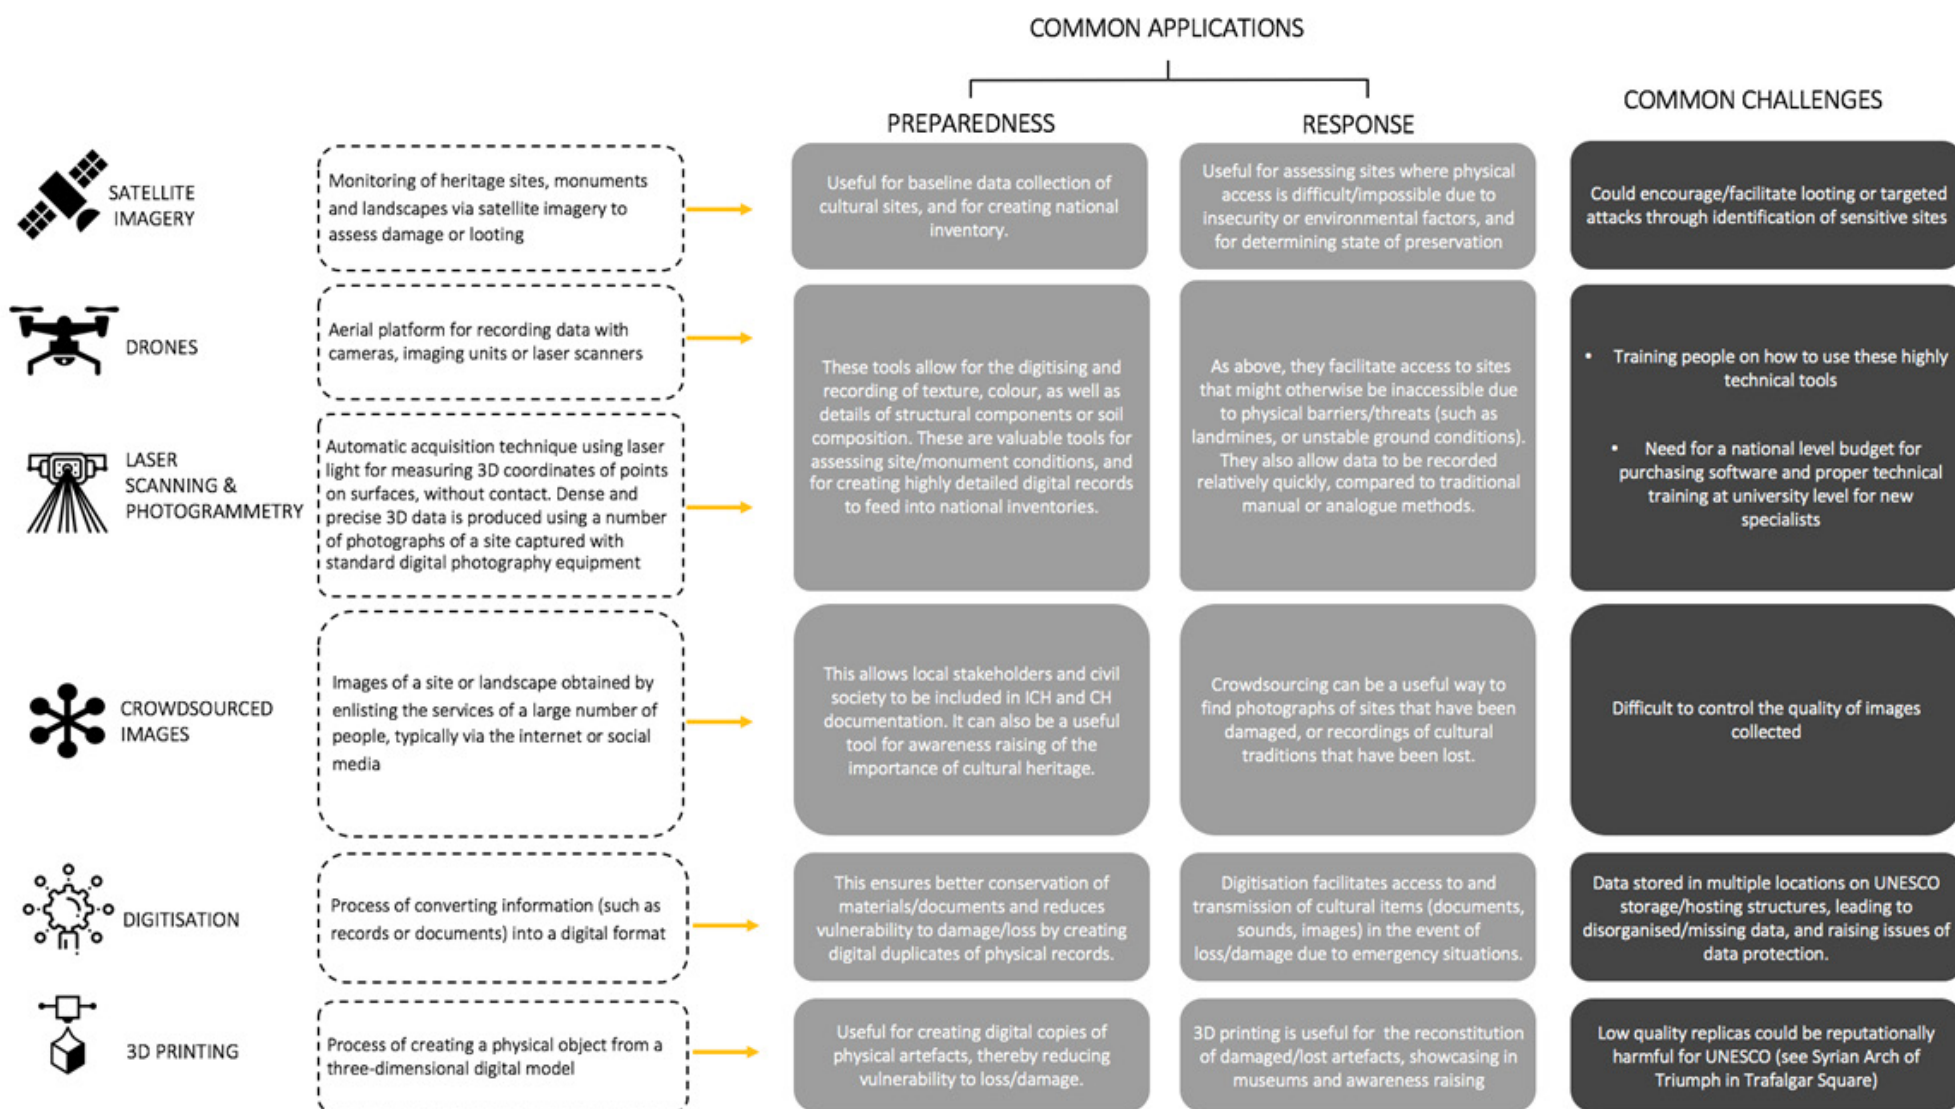 COMMON APPLICATIONS
PREPAREDNESS
RESPONSE
COMMON CHALLENGES
SATELLITE
IMAGERY
Monitoring of heritage sites, monuments
and landscapes via satellite imagery to
assess damage or looting
Useful for baseline data collection of
cultural sites, and for creating national
inventory.
Useful for assessing sites where physical
access is difficult/impossible due to
insecurity or environmental factors, and
for determining state of preservation
Could encourage/facilitate looting or targeted
attacks through identification of sensitive sites
DRONES
Aerial platform for recording data with
cameras, imaging units or laser scanners
LASER
SCANNING &
PHOTOGRAMMETRY
Automatic acquisition technique using laser
light for measuring 3D coordinates of points
on surfaces, without contact. Dense and
precise 3D data is produced using a number
of photographs of a site captured with
standard digital photography equipment
These tools allow for the digitising and
recording of texture, colour, as well as
details of structural components or soil
composition. These are valuable tools for
assessing site/monument conditions, and
for creating highly detailed digital records
to feed into national inventories.
As above, they facilitate access to sites
that might otherwise be inaccessible due
to physical barriers/threats (such as
landmines, or unstable ground conditions).
They also allow data to be recorded
relatively quickly, compared to traditional
manual or analogue methods.
• Training people on how to use these highly
technical tools
• Need for a national level budget for
purchasing software and proper technical
training at university level for new
specialists
CROWDSOURCED
IMAGES
Images of a site or landscape obtained by
enlisting the services of a large number of
people, typically via the internet or social
media
This allows local stakeholders and civil
society to be included in ICH and CH
documentation. It can also be a useful
tool for awareness raising of the
importance of cultural heritage.
Crowdsourcing can be a useful way to
find photographs of sites that have been
damaged, or recordings of cultural
traditions that have been lost.
Difficult to control the quality of images
collected
DIGITISATION
Process of converting information (such as
records or documents) into a digital format
This ensures better conservation of
materials/documents and reduces
vulnerability to damage/loss by creating
digital duplicates of physical records.
Digitisation facilitates access to and
transmission of cultural items (documents,
sounds, images) in the event of
loss/damage due to emergency situations.
Data stored in multiple locations on UNESCO
storage/hosting structures, leading to
disorganised/missing data, and raising issues of
data protection.
3D PRINTING
Process of creating a physical object from a
three-dimensional digital model
Useful for creating digital copies of
physical artefacts, thereby reducing
vulnerability to loss/damage.
3D printing is useful for the reconstitution
of damaged/lost artefacts, showcasing in
museums and awareness raising
Low quality replicas could be reputationally
harmful for UNESCO (see Syrian Arch of
Triumph in Trafalgar Square)